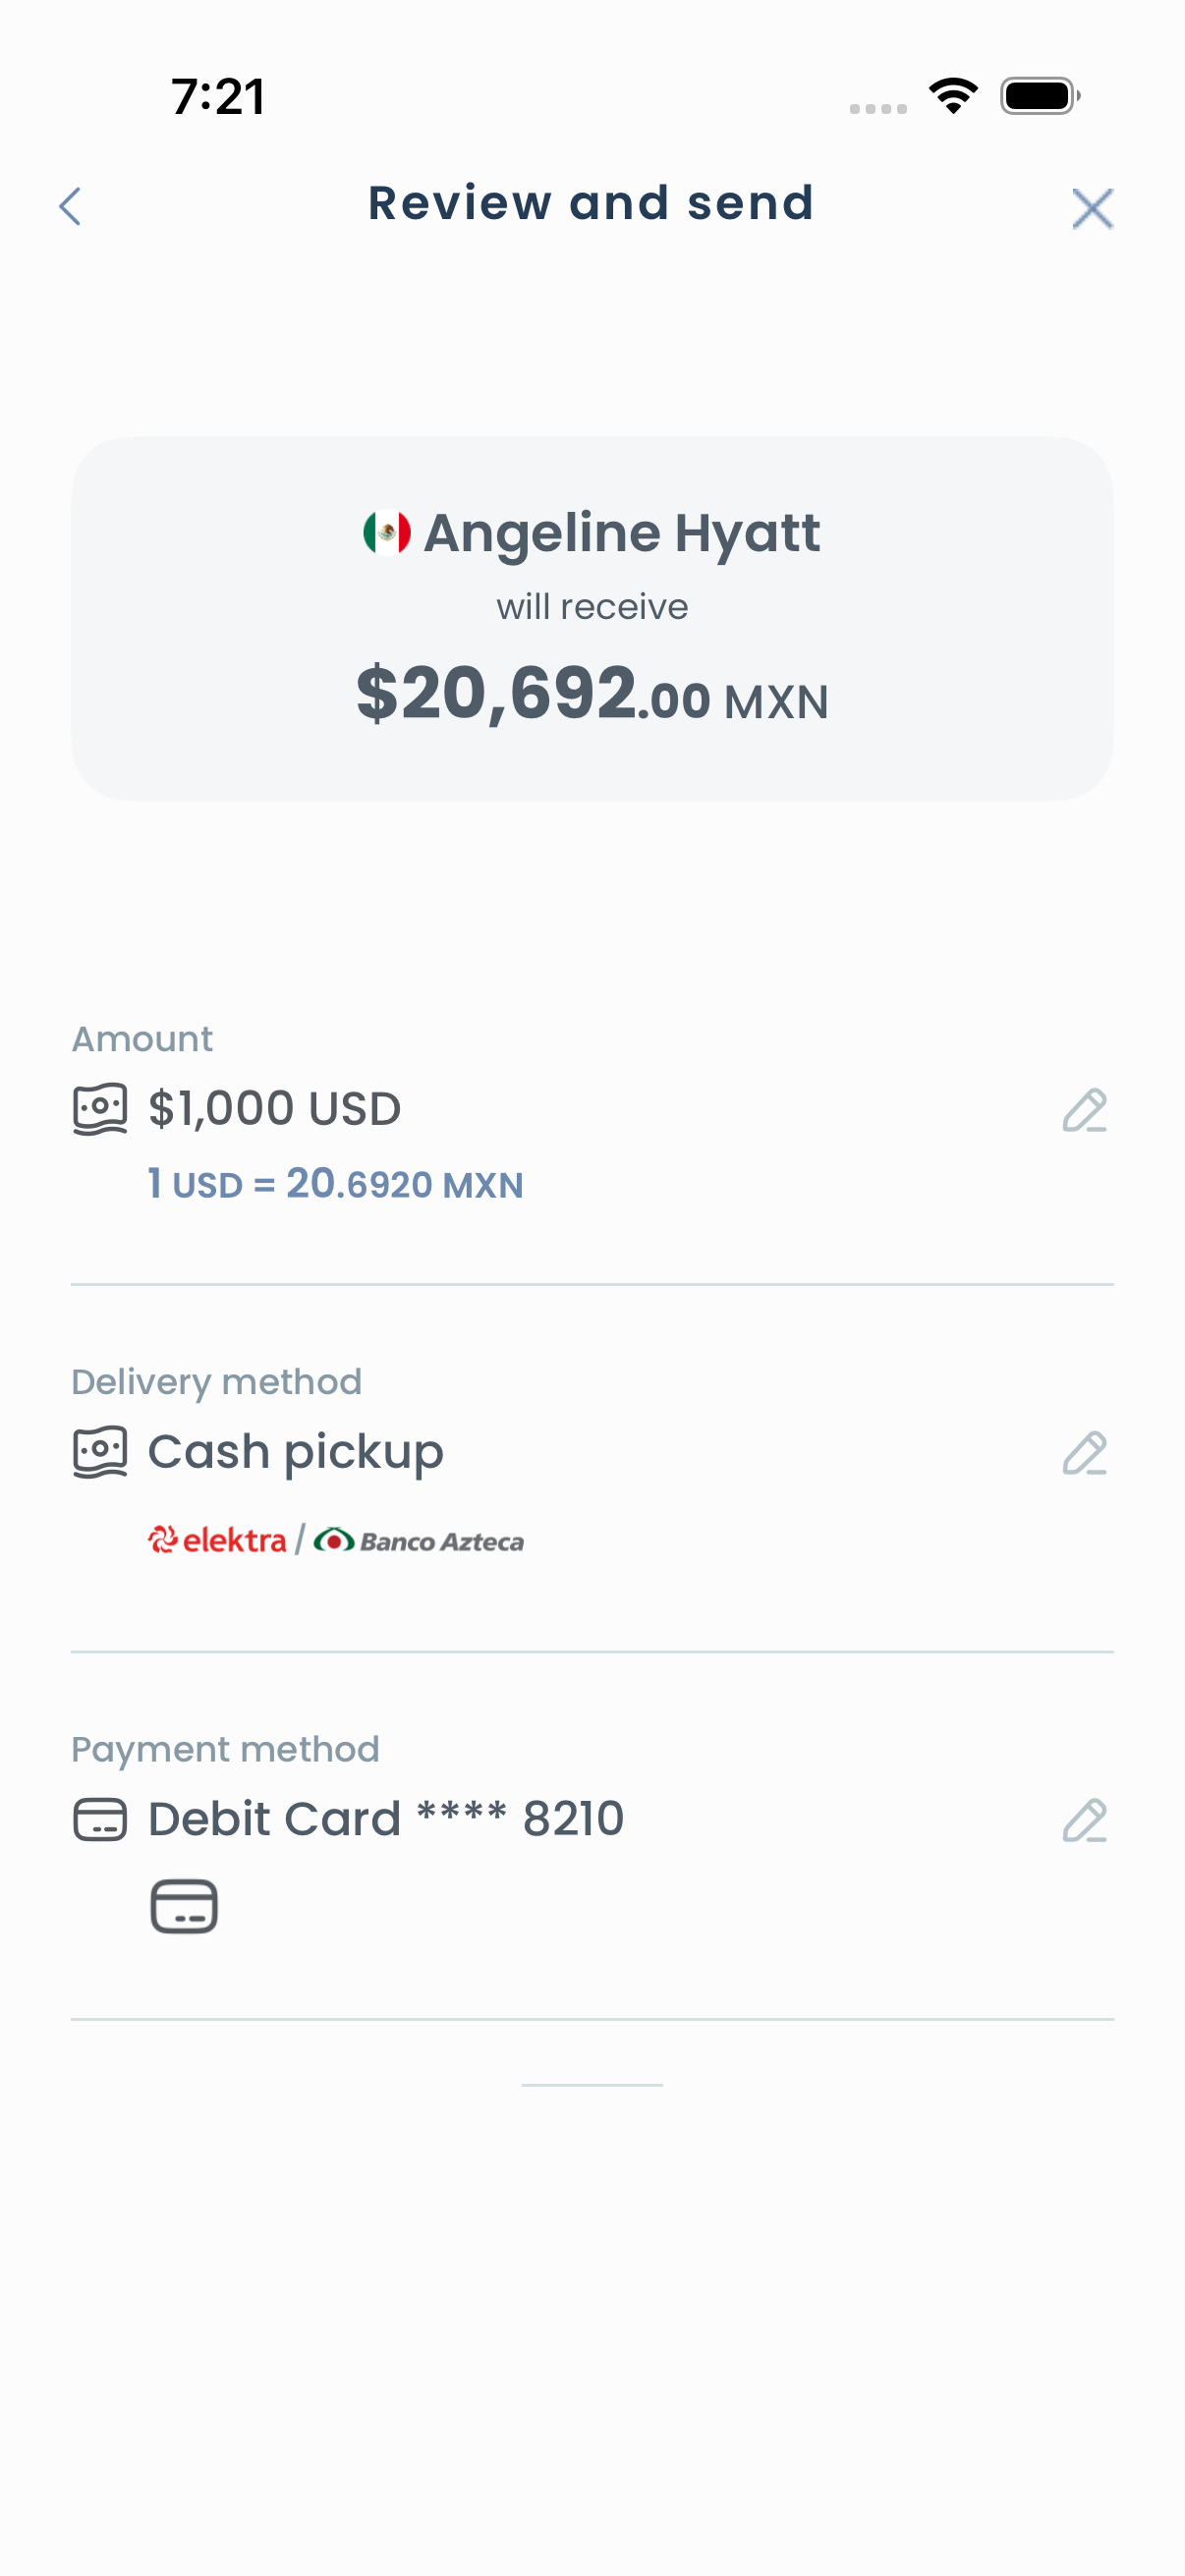 7:21
Review and send
Angeline Hyatt
will receive
$20,692.00 MXN
Amount
$1,000 USD
1 USD = 20.6920 MXN
Delivery method
Cash pickup
elektra / Banco Azteca
Payment method
Debit Card **** 8210